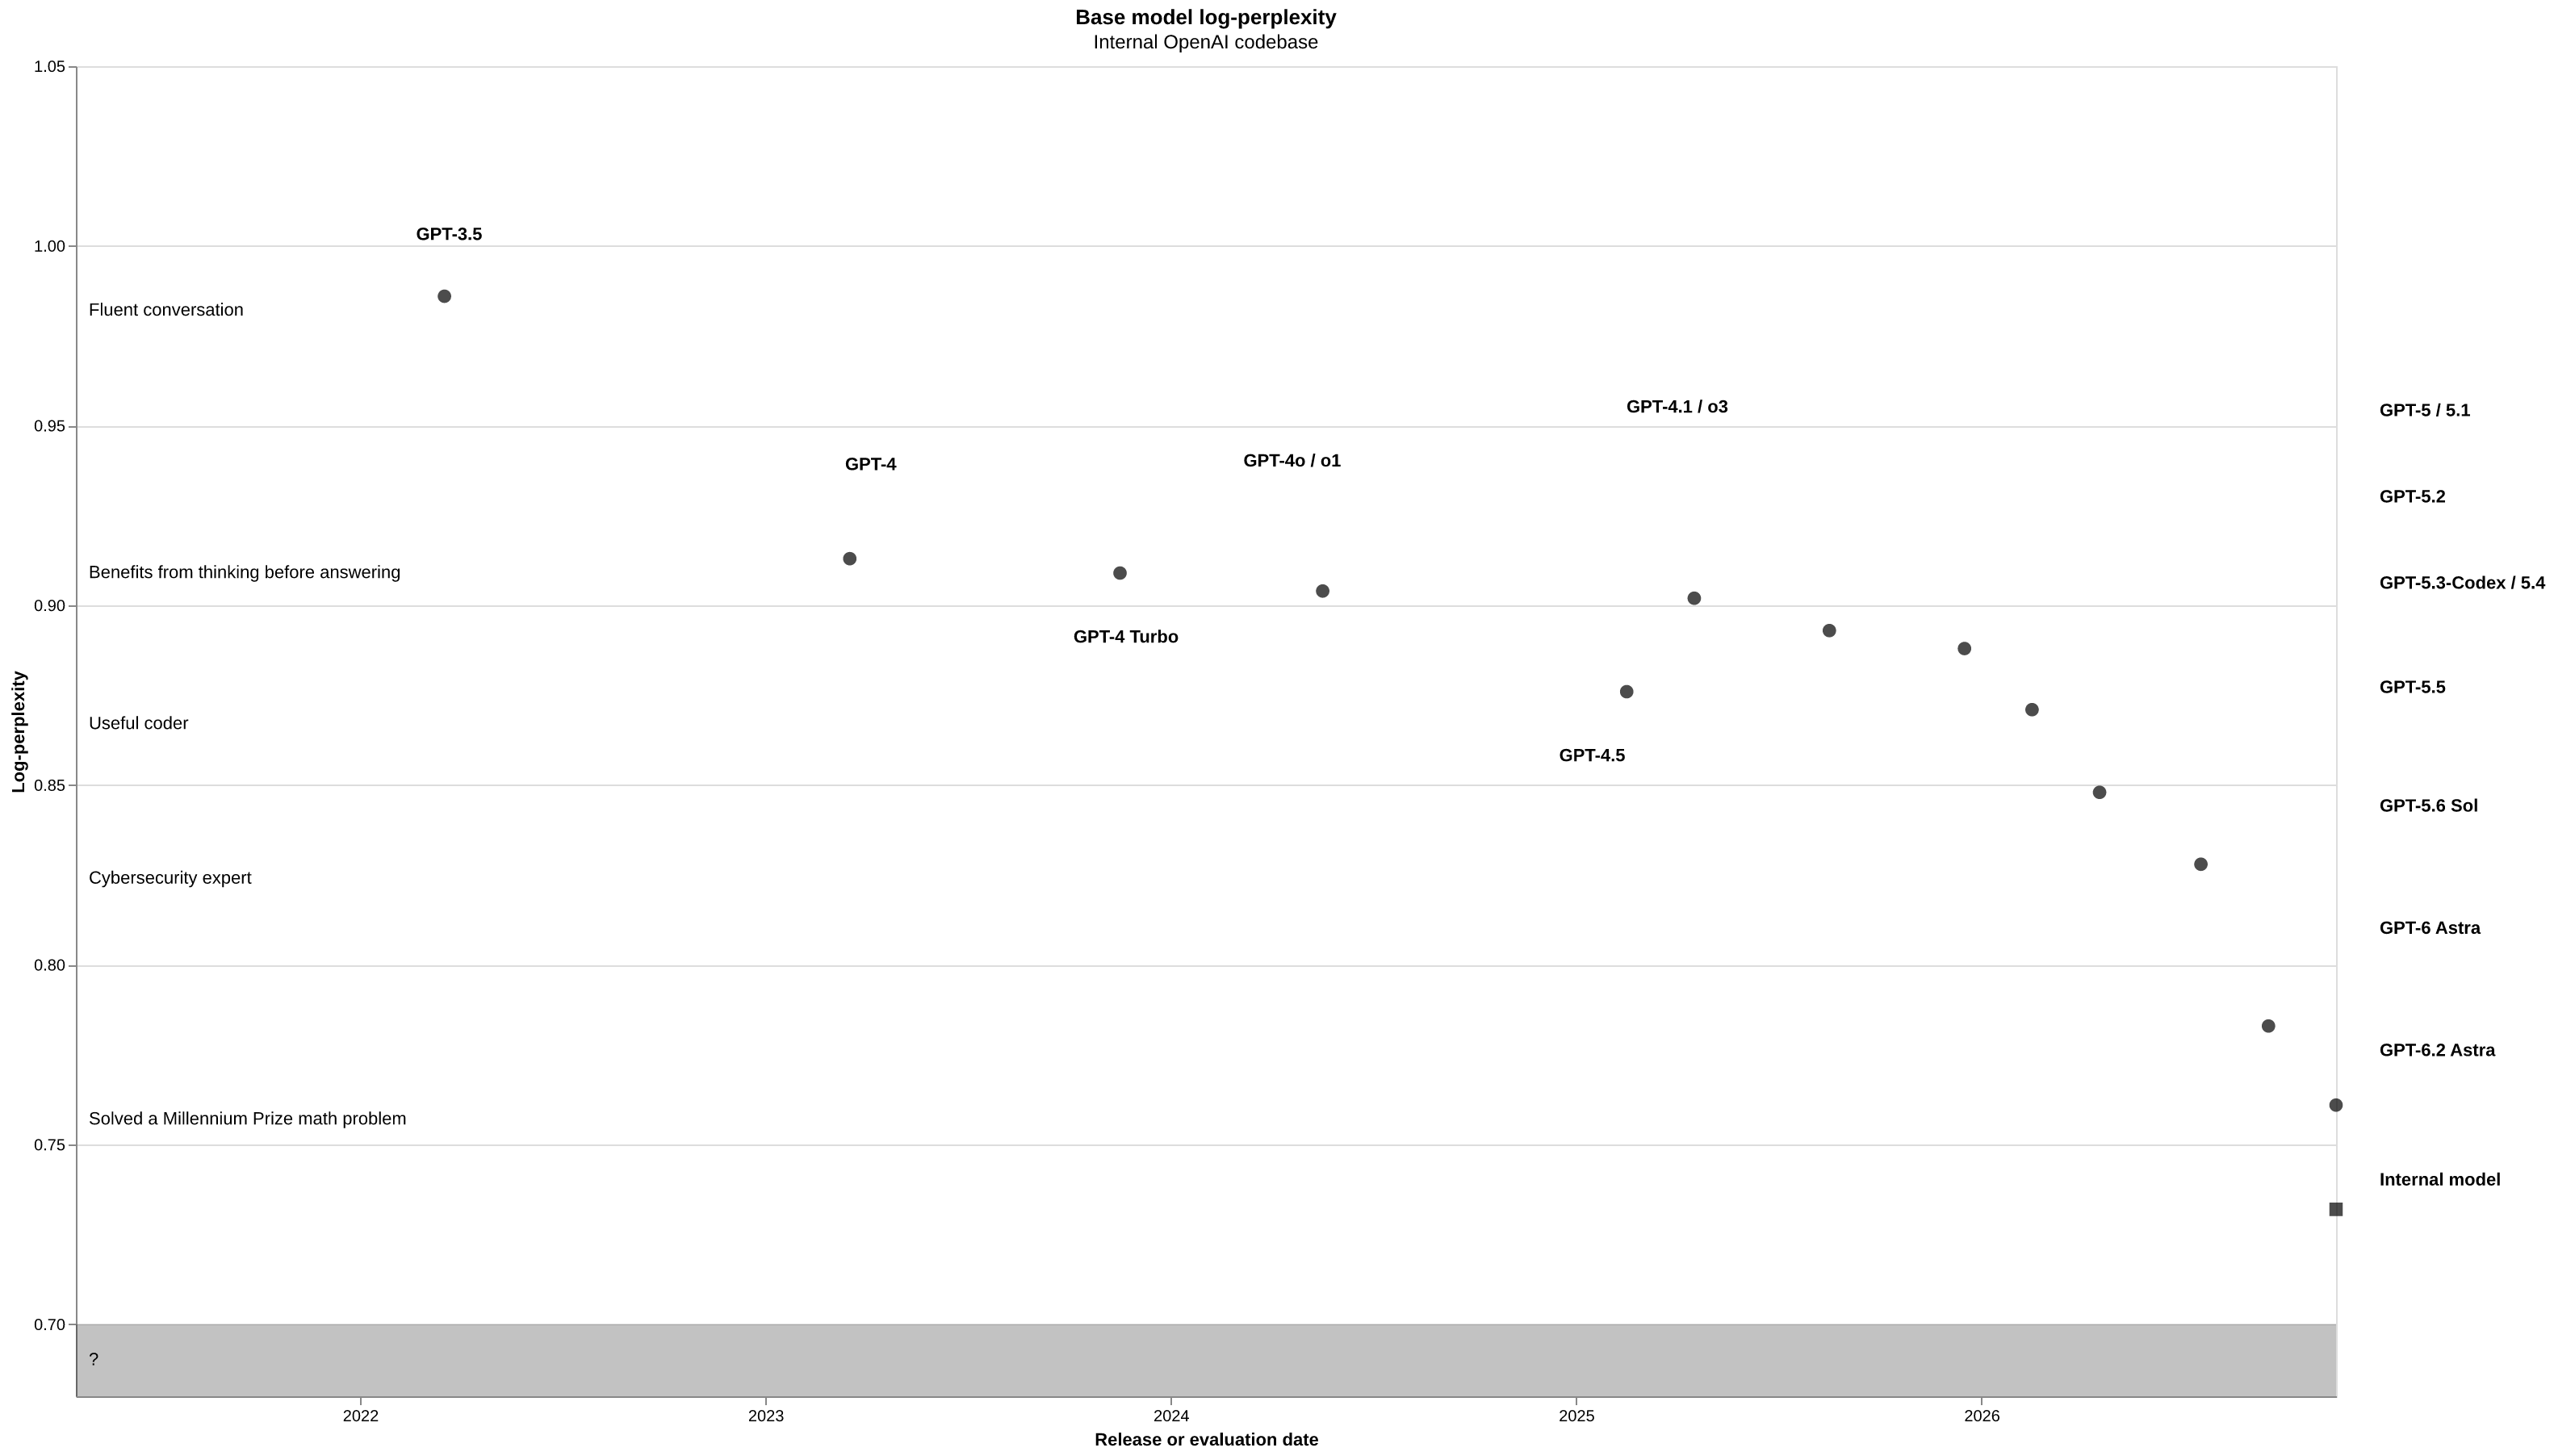 Base model log-perplexity
Internal OpenAI codebase
1.05
1.00
0.95
0.90
0.85
0.80
0.75
0.70
Log-perplexity
GPT-3.5
Fluent conversation
GPT-4.1 / o3
GPT-5 / 5.1
GPT-4
GPT-4o / o1
GPT-5.2
Benefits from thinking before answering
GPT-5.3-Codex / 5.4
GPT-4 Turbo
GPT-5.5
Useful coder
GPT-4.5
GPT-5.6 Sol
Cybersecurity expert
GPT-6 Astra
GPT-6.2 Astra
Solved a Millennium Prize math problem
Internal model
?
2022
2023
2024
2025
2026
Release or evaluation date